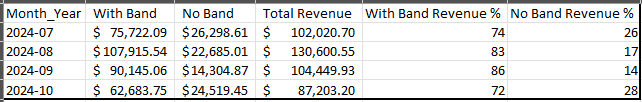 Month_Year With Band No Band Total Revenue With Band Revenue % No Band Revenue %
2024-07 $ 75,722.09 $26,298.61 $ 102,020.70 74 26
2024-08 $107,915.54 $22,685.01 $ 130,600.55 83 17
2024-09 $ 90,145.06 $14,304.87 $ 104,449.93 86 14
2024-10 $ 62,683.75 $24,519.45 $ 87,203.20 72 28